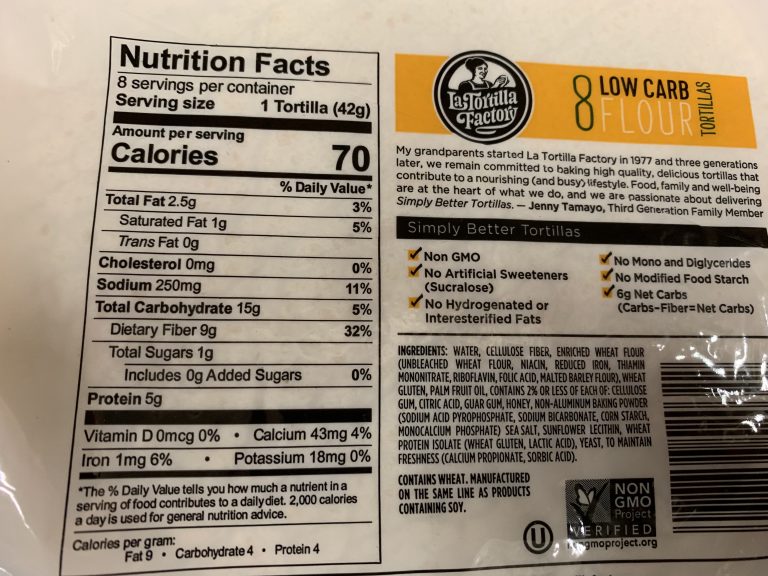 Nutrition Facts
8 servings per container
Serving size 1 Tortilla (42g)
Amount per serving
Calories 70
% Daily Value*
Total Fat 2.5g 3%
Saturated Fat 1g 5%
Trans Fat 0g
Cholesterol 0mg 0%
Sodium 250mg 11%
Total Carbohydrate 15g 5%
Dietary Fiber 9g 32%
Total Sugars 1g
Includes 0g Added Sugars 0%
Protein 5g
Vitamin D 0mcg 0% • Calcium 43mg 4%
Iron 1mg 6% • Potassium 18mg 0%
*The % Daily Value tells you how much a nutrient in a
serving of food contributes to a daily diet. 2,000 calories
a day is used for general nutrition advice.
Calories per gram:
Fat 9 • Carbohydrate 4 • Protein 4
La Tortilla
Factory
8 LOW CARB
FLOUR
TORTILLAS
My grandparents started La Tortilla Factory in 1977 and three generations
later, we remain committed to baking high quality, delicious tortillas that
contribute to a nourishing (and busy) lifestyle. Food, family and well-being
are at the heart of what we do, and we are passionate about delivering
Simply Better Tortillas. — Jenny Tamayo, Third Generation Family Member
Simply Better Tortillas
Non GMO
No Artificial Sweeteners
(Sucralose)
No Hydrogenated or
Interesterified Fats
No Mono and Diglycerides
No Modified Food Starch
6g Net Carbs
(Carbs-Fiber=Net Carbs)
INGREDIENTS: WATER, CELLULOSE FIBER, ENRICHED WHEAT FLOUR
(UNBLEACHED WHEAT FLOUR, NIACIN, REDUCED IRON, THIAMIN
MONONITRATE, RIBOFLAVIN, FOLIC ACID, MALTED BARLEY FLOUR), WHEAT
GLUTEN, PALM FRUIT OIL, CONTAINS 2% OR LESS OF EACH OF: CELLULOSE
GUM, CITRIC ACID, GUAR GUM, HONEY, NON-ALUMINUM BAKING POWDER
(SODIUM ACID PYROPHOSPHATE, SODIUM BICARBONATE, CORN STARCH,
MONOCALCIUM PHOSPHATE) SEA SALT, SUNFLOWER LECITHIN, WHEAT
PROTEIN ISOLATE (WHEAT GLUTEN, LACTIC ACID), YEAST, TO MAINTAIN
FRESHNESS (CALCIUM PROPIONATE, SORBIC ACID).
CONTAINS WHEAT. MANUFACTURED
ON THE SAME LINE AS PRODUCTS
CONTAINING SOY.
U
NON
GMO
Project
VERIFIED
nongmoproject.org